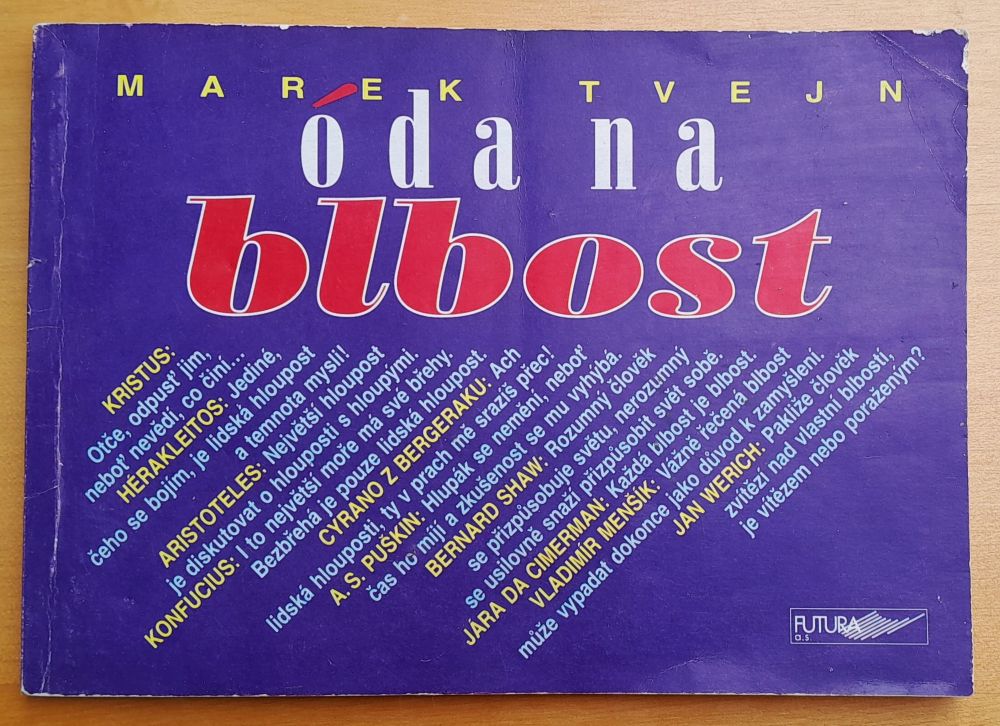 MAREK TVEJN
óda na
blbost
KRISTUS:
Otče, odpusť jim,
neboť nevědí, co činí...
HÉRAKLEITOS: Jediné,
čeho se bojím, je lidská hloupost
a temnota mysli!
ARISTOTELES: Největší hloupost
je diskutovat o hlouposti s hloupými.
KONFUCIUS: I to největší moře má své břehy.
Bezbřehá je pouze lidská hloupost.
CYRANO Z BERGERAKU: Ach
lidská hlouposti, ty v prach mě srazíš přec!
A.S. PUŠKIN: Hlupák se nemění, neboť
čas ho míjí a zkušenost se mu vyhýbá.
BERNARD SHAW: Rozumný člověk
se přizpůsobuje světu, nerozumný
se usilovně snaží přizpůsobit svět sobě.
JÁRA DA CIMERMAN: Každá blbost je blbost.
VLADIMÍR MENŠÍK: Vážně řečená blbost
může vypadat dokonce jako důvod k zamyšlení.
JAN WERICH: Pakliže člověk
zvítězí nad vlastní blbostí,
je vítězem nebo poraženým?
FUTURA
a.s.